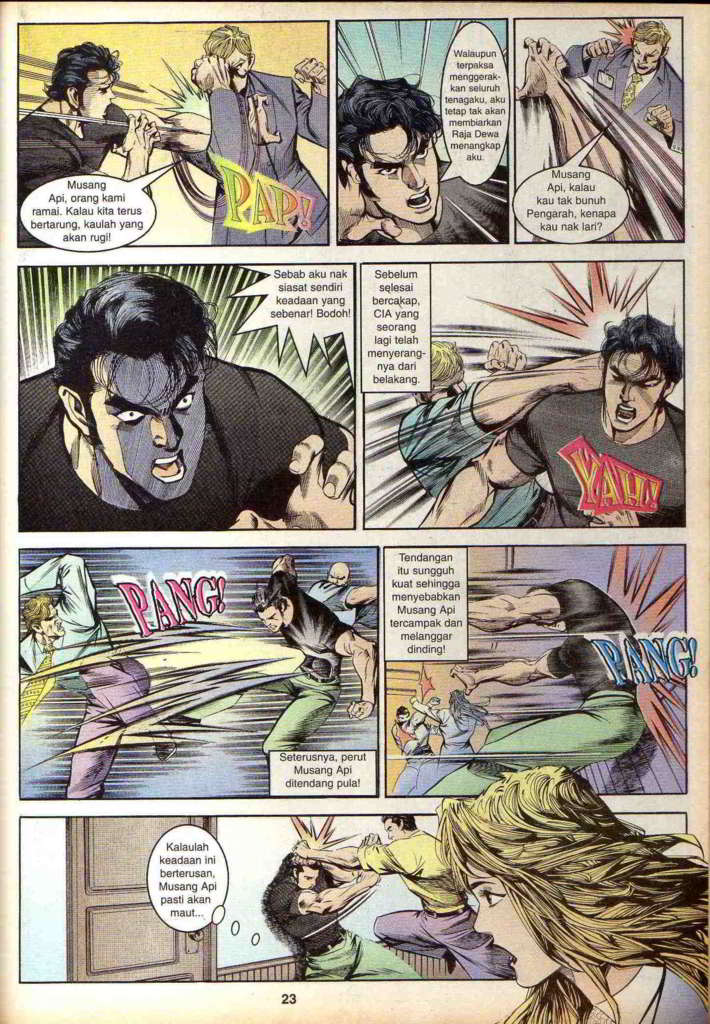 Musang
Api, orang kami
ramai. Kalau kita terus
bertarung, kaulah yang
akan rugi!
PAP!
Walaupun
terpaksa
menggerak-
kan seluruh
tenagaku, aku
tetap tak akan
membiarkan
Raja Dewa
menangkap
aku.
Musang
Api, kalau
kau tak bunuh
Pengarah, kenapa
kau nak lari?
Sebab aku nak
siasat sendiri
keadaan yang
sebenar! Bodoh!
Sebelum
selesai
bercakap,
CIA yang
seorang
lagi telah
menyerang-
nya dari
belakang.
YAH!
PANG!
Seterusnya, perut
Musang Api
ditendang pula!
Tendangan
itu sungguh
kuat sehingga
menyebabkan
Musang Api
tercampak dan
melanggar
dinding!
PANG!
Kalaulah
keadaan ini
berterusan,
Musang Api
pasti akan
maut...
23